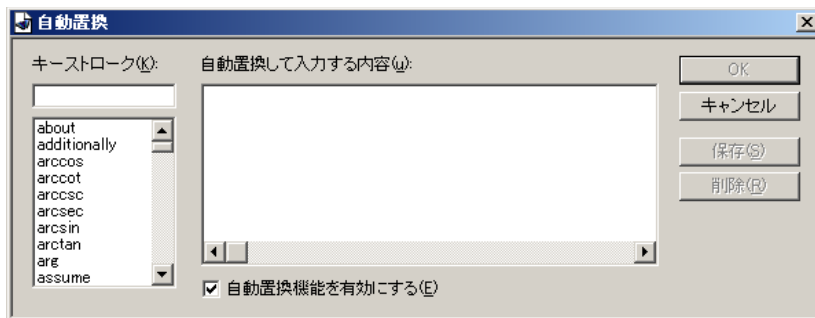 自動置換
キーストローク(K):
自動置換して入力する内容(u):
about
additionally
arccos
arccot
arccsc
arcsec
arcsin
arctan
arg
assume
自動置換機能を有効にする(E)
OK
キャンセル
保存(S)
削除(R)